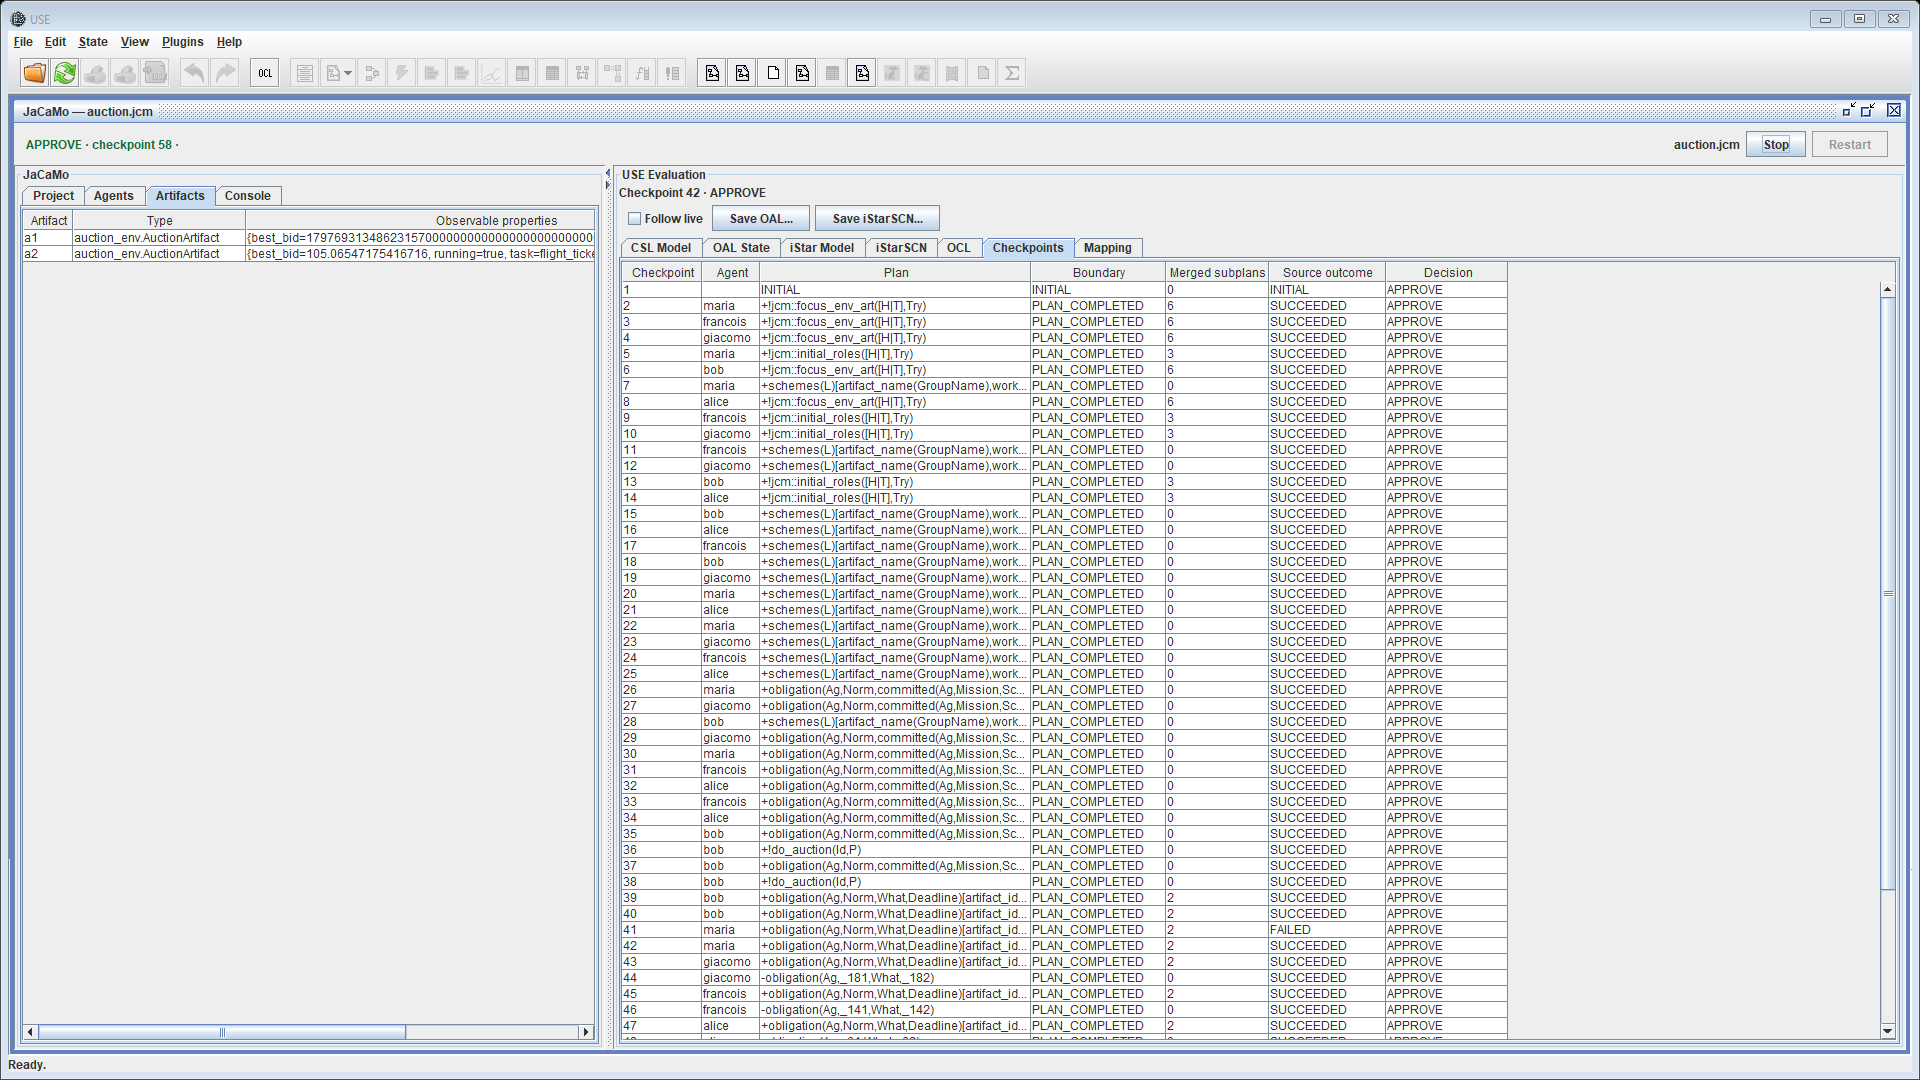 USE
File Edit State View Plugins Help
OCL
JaCaMo — auction.jcm
APPROVE · checkpoint 58 ·
auction.jcm Stop Restart
JaCaMo
Project Agents Artifacts Console
Artifact Type Observable properties
a1 auction_env.AuctionArtifact
a2 auction_env.AuctionArtifact {best_bid=105.06547175416716, running=true, task=flight_ticke
USE Evaluation
Checkpoint 42 · APPROVE
Follow live Save OAL... Save iStarSCN...
CSL Model OAL State iStar Model iStarSCN OCL Checkpoints Mapping
Checkpoint Agent Plan Boundary Merged subplans Source outcome Decision
1 INITIAL INITIAL 0 INITIAL APPROVE
2 maria +!jcm::focus_env_art([H|T],Try) PLAN_COMPLETED 6 SUCCEEDED APPROVE
3 francois +!jcm::focus_env_art([H|T],Try) PLAN_COMPLETED 6 SUCCEEDED APPROVE
4 giacomo +!jcm::focus_env_art([H|T],Try) PLAN_COMPLETED 6 SUCCEEDED APPROVE
5 maria +!jcm::initial_roles([H|T],Try) PLAN_COMPLETED 3 SUCCEEDED APPROVE
6 bob +!jcm::focus_env_art([H|T],Try) PLAN_COMPLETED 6 SUCCEEDED APPROVE
7 maria +schemes(L)[artifact_name(GroupName),work... PLAN_COMPLETED 0 SUCCEEDED APPROVE
8 alice +!jcm::focus_env_art([H|T],Try) PLAN_COMPLETED 6 SUCCEEDED APPROVE
9 francois +!jcm::initial_roles([H|T],Try) PLAN_COMPLETED 3 SUCCEEDED APPROVE
10 giacomo +!jcm::initial_roles([H|T],Try) PLAN_COMPLETED 3 SUCCEEDED APPROVE
11 francois +schemes(L)[artifact_name(GroupName),work... PLAN_COMPLETED 0 SUCCEEDED APPROVE
12 giacomo +schemes(L)[artifact_name(GroupName),work... PLAN_COMPLETED 0 SUCCEEDED APPROVE
13 bob +!jcm::initial_roles([H|T],Try) PLAN_COMPLETED 3 SUCCEEDED APPROVE
14 alice +!jcm::initial_roles([H|T],Try) PLAN_COMPLETED 3 SUCCEEDED APPROVE
15 bob +schemes(L)[artifact_name(GroupName),work... PLAN_COMPLETED 0 SUCCEEDED APPROVE
16 alice +schemes(L)[artifact_name(GroupName),work... PLAN_COMPLETED 0 SUCCEEDED APPROVE
17 francois +schemes(L)[artifact_name(GroupName),work... PLAN_COMPLETED 0 SUCCEEDED APPROVE
18 bob +schemes(L)[artifact_name(GroupName),work... PLAN_COMPLETED 0 SUCCEEDED APPROVE
19 giacomo +schemes(L)[artifact_name(GroupName),work... PLAN_COMPLETED 0 SUCCEEDED APPROVE
20 maria +schemes(L)[artifact_name(GroupName),work... PLAN_COMPLETED 0 SUCCEEDED APPROVE
21 alice +schemes(L)[artifact_name(GroupName),work... PLAN_COMPLETED 0 SUCCEEDED APPROVE
22 maria +schemes(L)[artifact_name(GroupName),work... PLAN_COMPLETED 0 SUCCEEDED APPROVE
23 giacomo +schemes(L)[artifact_name(GroupName),work... PLAN_COMPLETED 0 SUCCEEDED APPROVE
24 francois +schemes(L)[artifact_name(GroupName),work... PLAN_COMPLETED 0 SUCCEEDED APPROVE
25 alice +schemes(L)[artifact_name(GroupName),work... PLAN_COMPLETED 0 SUCCEEDED APPROVE
26 maria +obligation(Ag,Norm,committed(Ag,Mission,Sc... PLAN_COMPLETED 0 SUCCEEDED APPROVE
27 giacomo +obligation(Ag,Norm,committed(Ag,Mission,Sc... PLAN_COMPLETED 0 SUCCEEDED APPROVE
28 bob +schemes(L)[artifact_name(GroupName),work... PLAN_COMPLETED 0 SUCCEEDED APPROVE
29 giacomo +obligation(Ag,Norm,committed(Ag,Mission,Sc... PLAN_COMPLETED 0 SUCCEEDED APPROVE
30 maria +obligation(Ag,Norm,committed(Ag,Mission,Sc... PLAN_COMPLETED 0 SUCCEEDED APPROVE
31 francois +obligation(Ag,Norm,committed(Ag,Mission,Sc... PLAN_COMPLETED 0 SUCCEEDED APPROVE
32 alice +obligation(Ag,Norm,committed(Ag,Mission,Sc... PLAN_COMPLETED 0 SUCCEEDED APPROVE
33 francois +obligation(Ag,Norm,committed(Ag,Mission,Sc... PLAN_COMPLETED 0 SUCCEEDED APPROVE
34 alice +obligation(Ag,Norm,committed(Ag,Mission,Sc... PLAN_COMPLETED 0 SUCCEEDED APPROVE
35 bob +obligation(Ag,Norm,committed(Ag,Mission,Sc... PLAN_COMPLETED 0 SUCCEEDED APPROVE
36 bob +!do_auction(Id,P) PLAN_COMPLETED 0 SUCCEEDED APPROVE
37 bob +obligation(Ag,Norm,committed(Ag,Mission,Sc... PLAN_COMPLETED 0 SUCCEEDED APPROVE
38 bob +!do_auction(Id,P) PLAN_COMPLETED 0 SUCCEEDED APPROVE
39 bob +obligation(Ag,Norm,What,Deadline)[artifact_id... PLAN_COMPLETED 2 SUCCEEDED APPROVE
40 bob +obligation(Ag,Norm,What,Deadline)[artifact_id... PLAN_COMPLETED 2 SUCCEEDED APPROVE
41 maria +obligation(Ag,Norm,What,Deadline)[artifact_id... PLAN_COMPLETED 2 FAILED APPROVE
42 maria +obligation(Ag,Norm,What,Deadline)[artifact_id... PLAN_COMPLETED 2 SUCCEEDED APPROVE
43 giacomo +obligation(Ag,Norm,What,Deadline)[artifact_id... PLAN_COMPLETED 2 SUCCEEDED APPROVE
44 giacomo -obligation(Ag,_181,What,_182) PLAN_COMPLETED 0 SUCCEEDED APPROVE
45 francois +obligation(Ag,Norm,What,Deadline)[artifact_id... PLAN_COMPLETED 2 SUCCEEDED APPROVE
46 francois -obligation(Ag,_141,What,_142) PLAN_COMPLETED 0 SUCCEEDED APPROVE
47 alice +obligation(Ag,Norm,What,Deadline)[artifact_id... PLAN_COMPLETED 2 SUCCEEDED APPROVE
Ready.